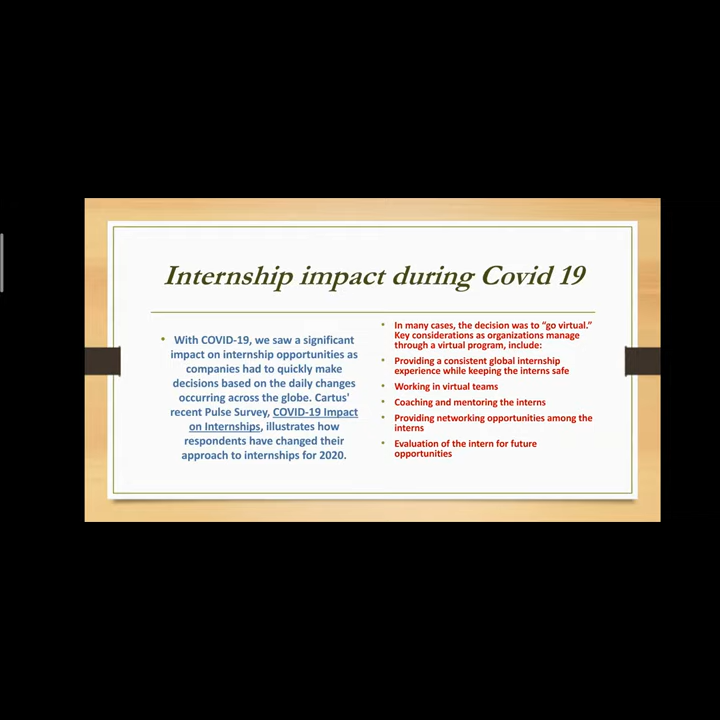 Internship impact during Covid 19
• With COVID-19, we saw a significant
impact on internship opportunities as
companies had to quickly make
decisions based on the daily changes
occurring across the globe. Cartus'
recent Pulse Survey, COVID-19 Impact
on Internships, illustrates how
respondents have changed their
approach to internships for 2020.
• In many cases, the decision was to “go virtual.”
Key considerations as organizations manage
through a virtual program, include:
• Providing a consistent global internship
experience while keeping the interns safe
• Working in virtual teams
• Coaching and mentoring the interns
• Providing networking opportunities among the
interns
• Evaluation of the intern for future
opportunities